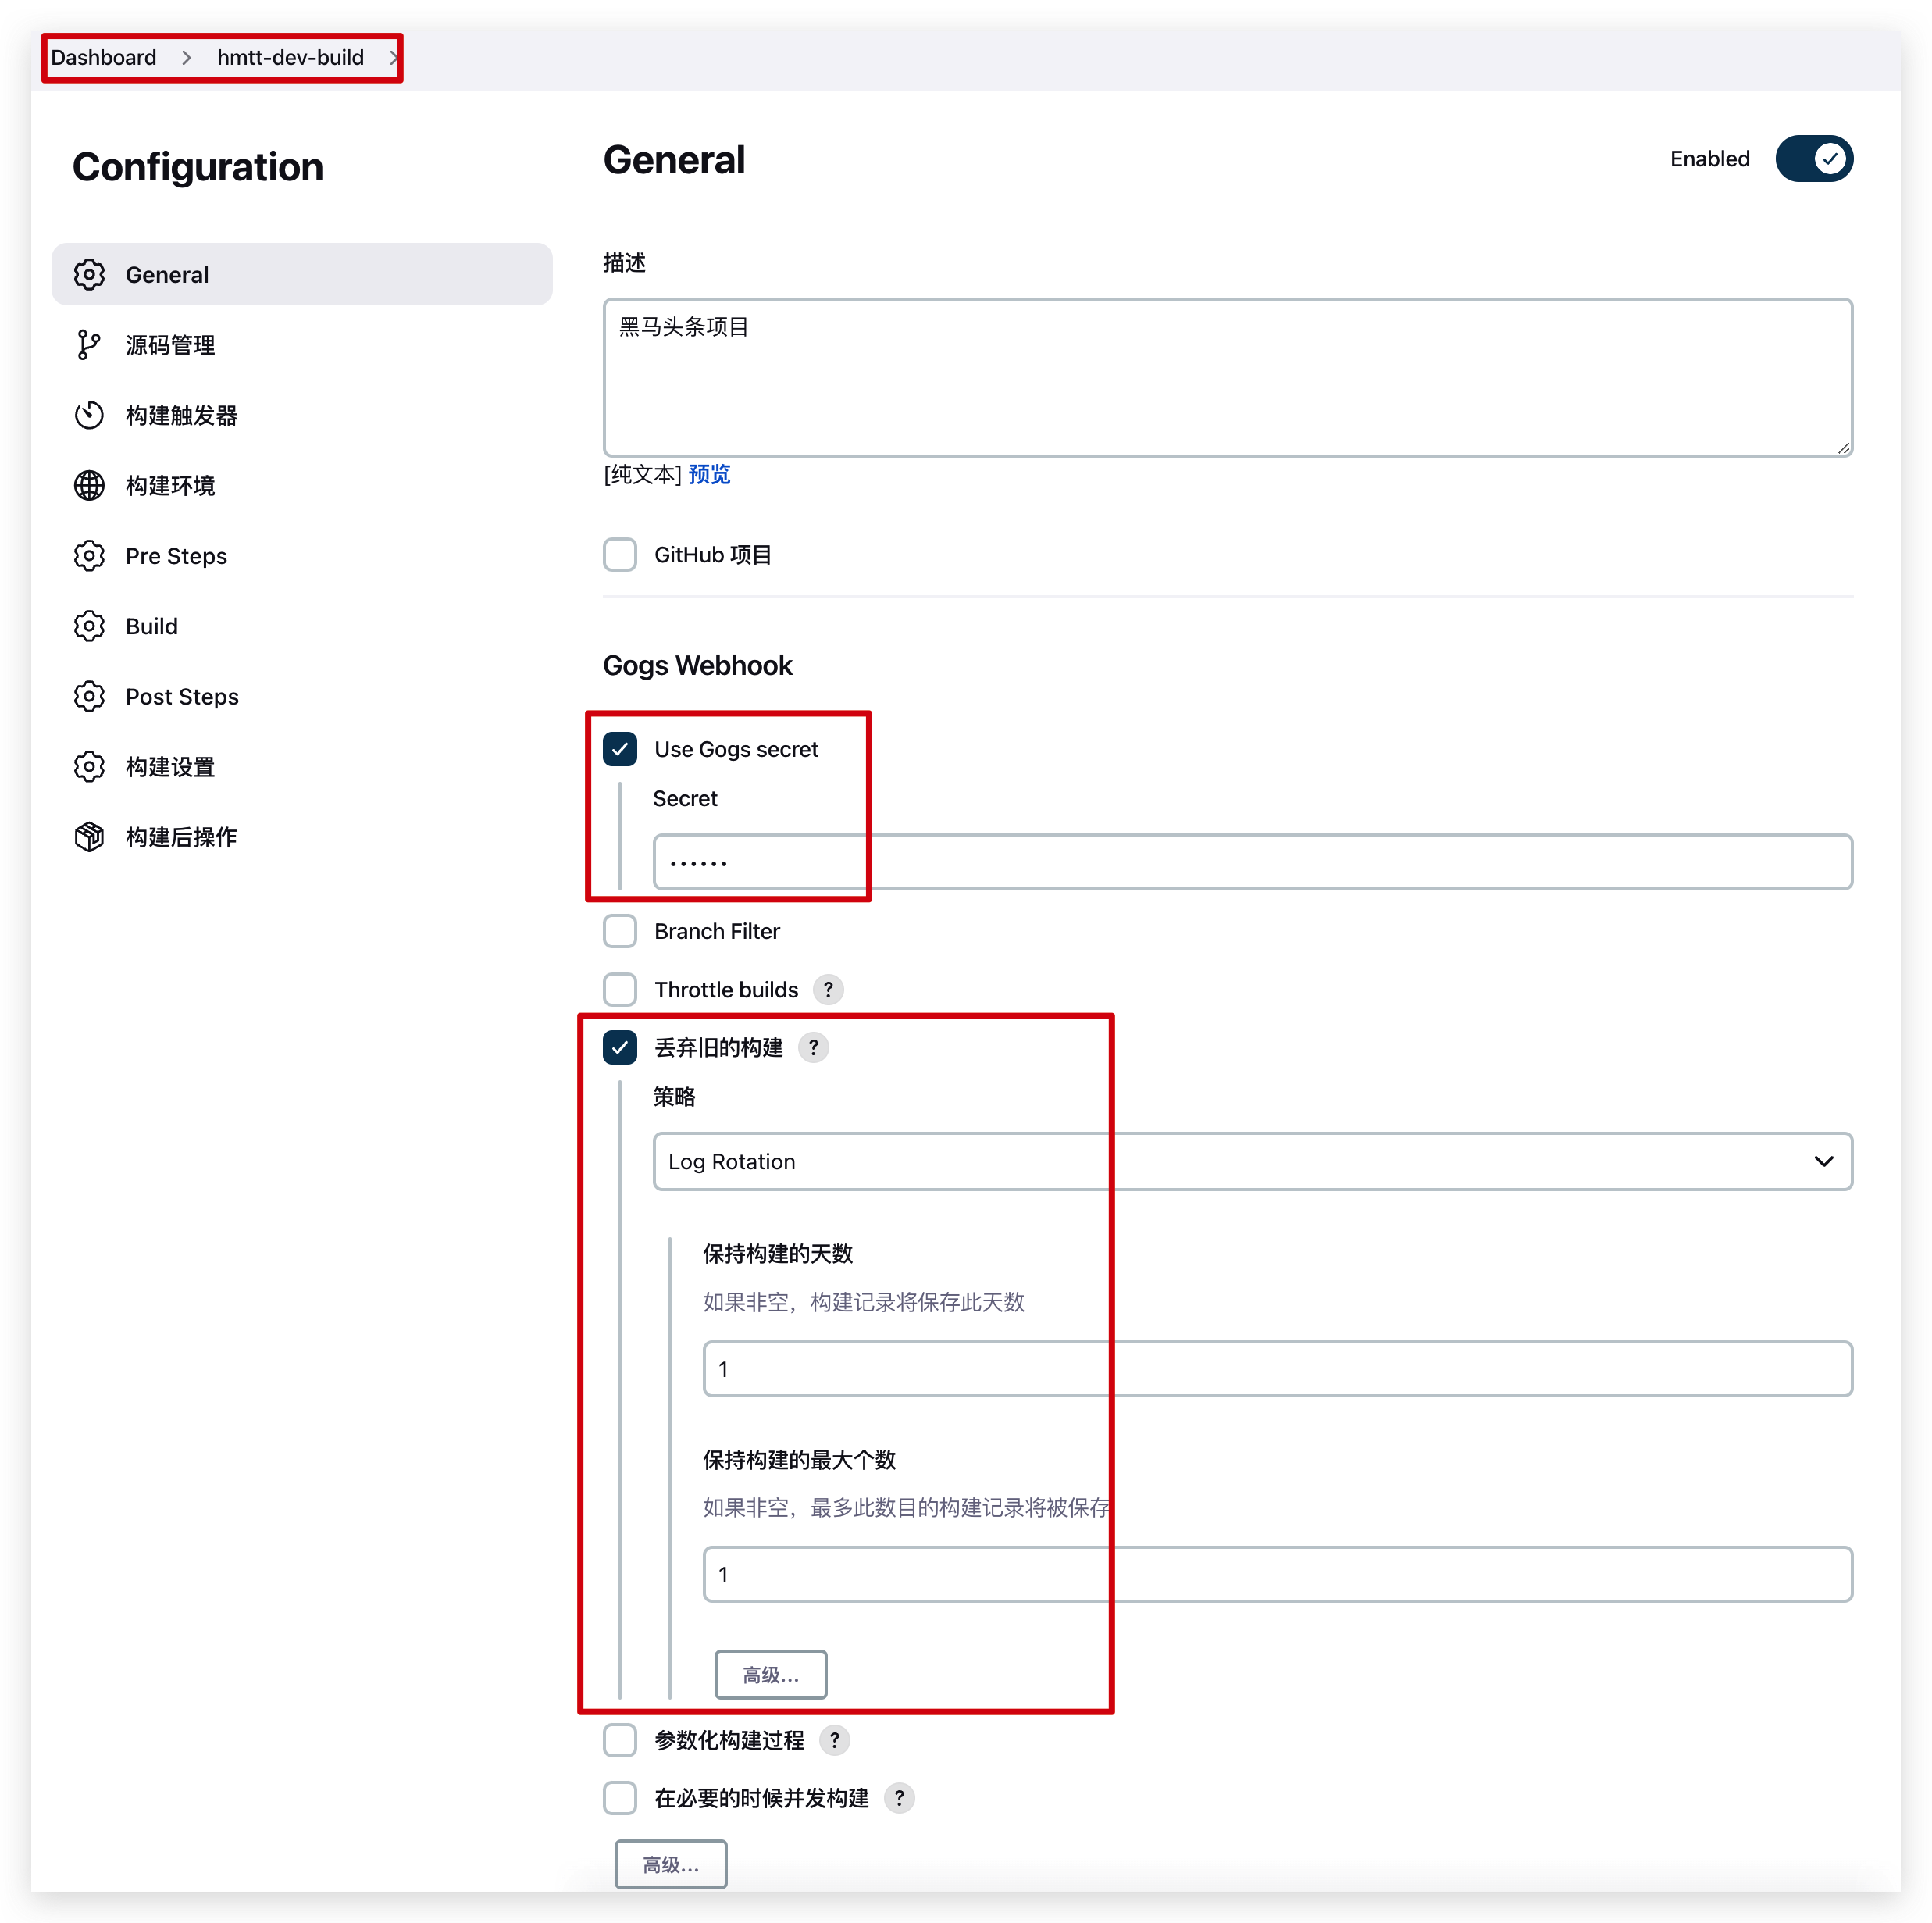 Dashboard > hmtt-dev-build >
Configuration
General
源码管理
构建触发器
构建环境
Pre Steps
Build
Post Steps
构建设置
构建后操作
General
Enabled
描述
黑马头条项目
[纯文本] 预览
GitHub 项目
Gogs Webhook
Use Gogs secret
Secret
••••••
Branch Filter
Throttle builds ?
丢弃旧的构建 ?
策略
Log Rotation
保持构建的天数
如果非空，构建记录将保存此天数
1
保持构建的最大个数
如果非空，最多此数目的构建记录将被保存
1
高级...
参数化构建过程 ?
在必要的时候并发构建 ?
高级...